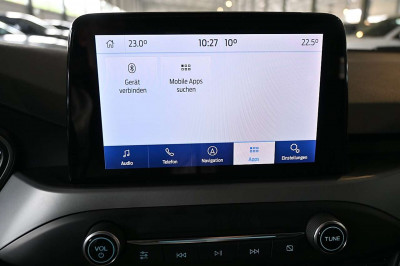 23.0° 10:27 10° 22.5°
Gerät verbinden
Mobile Apps suchen
Audio Telefon Navigation Apps Einstellungen
VOL TUNE